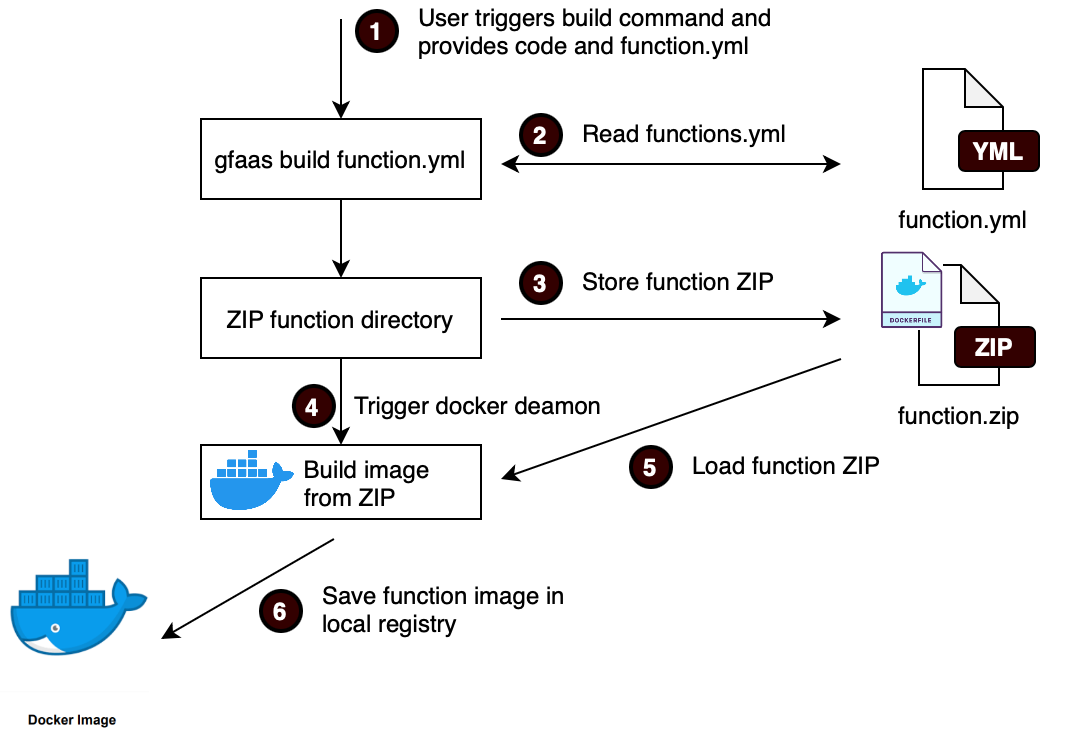 1
User triggers build command and
provides code and function.yml
gfaas build function.yml
2
Read functions.yml
YML
function.yml
ZIP function directory
3
Store function ZIP
DOCKERFILE
ZIP
function.zip
4
Trigger docker deamon
Build image
from ZIP
5
Load function ZIP
6
Save function image in
local registry
Docker Image